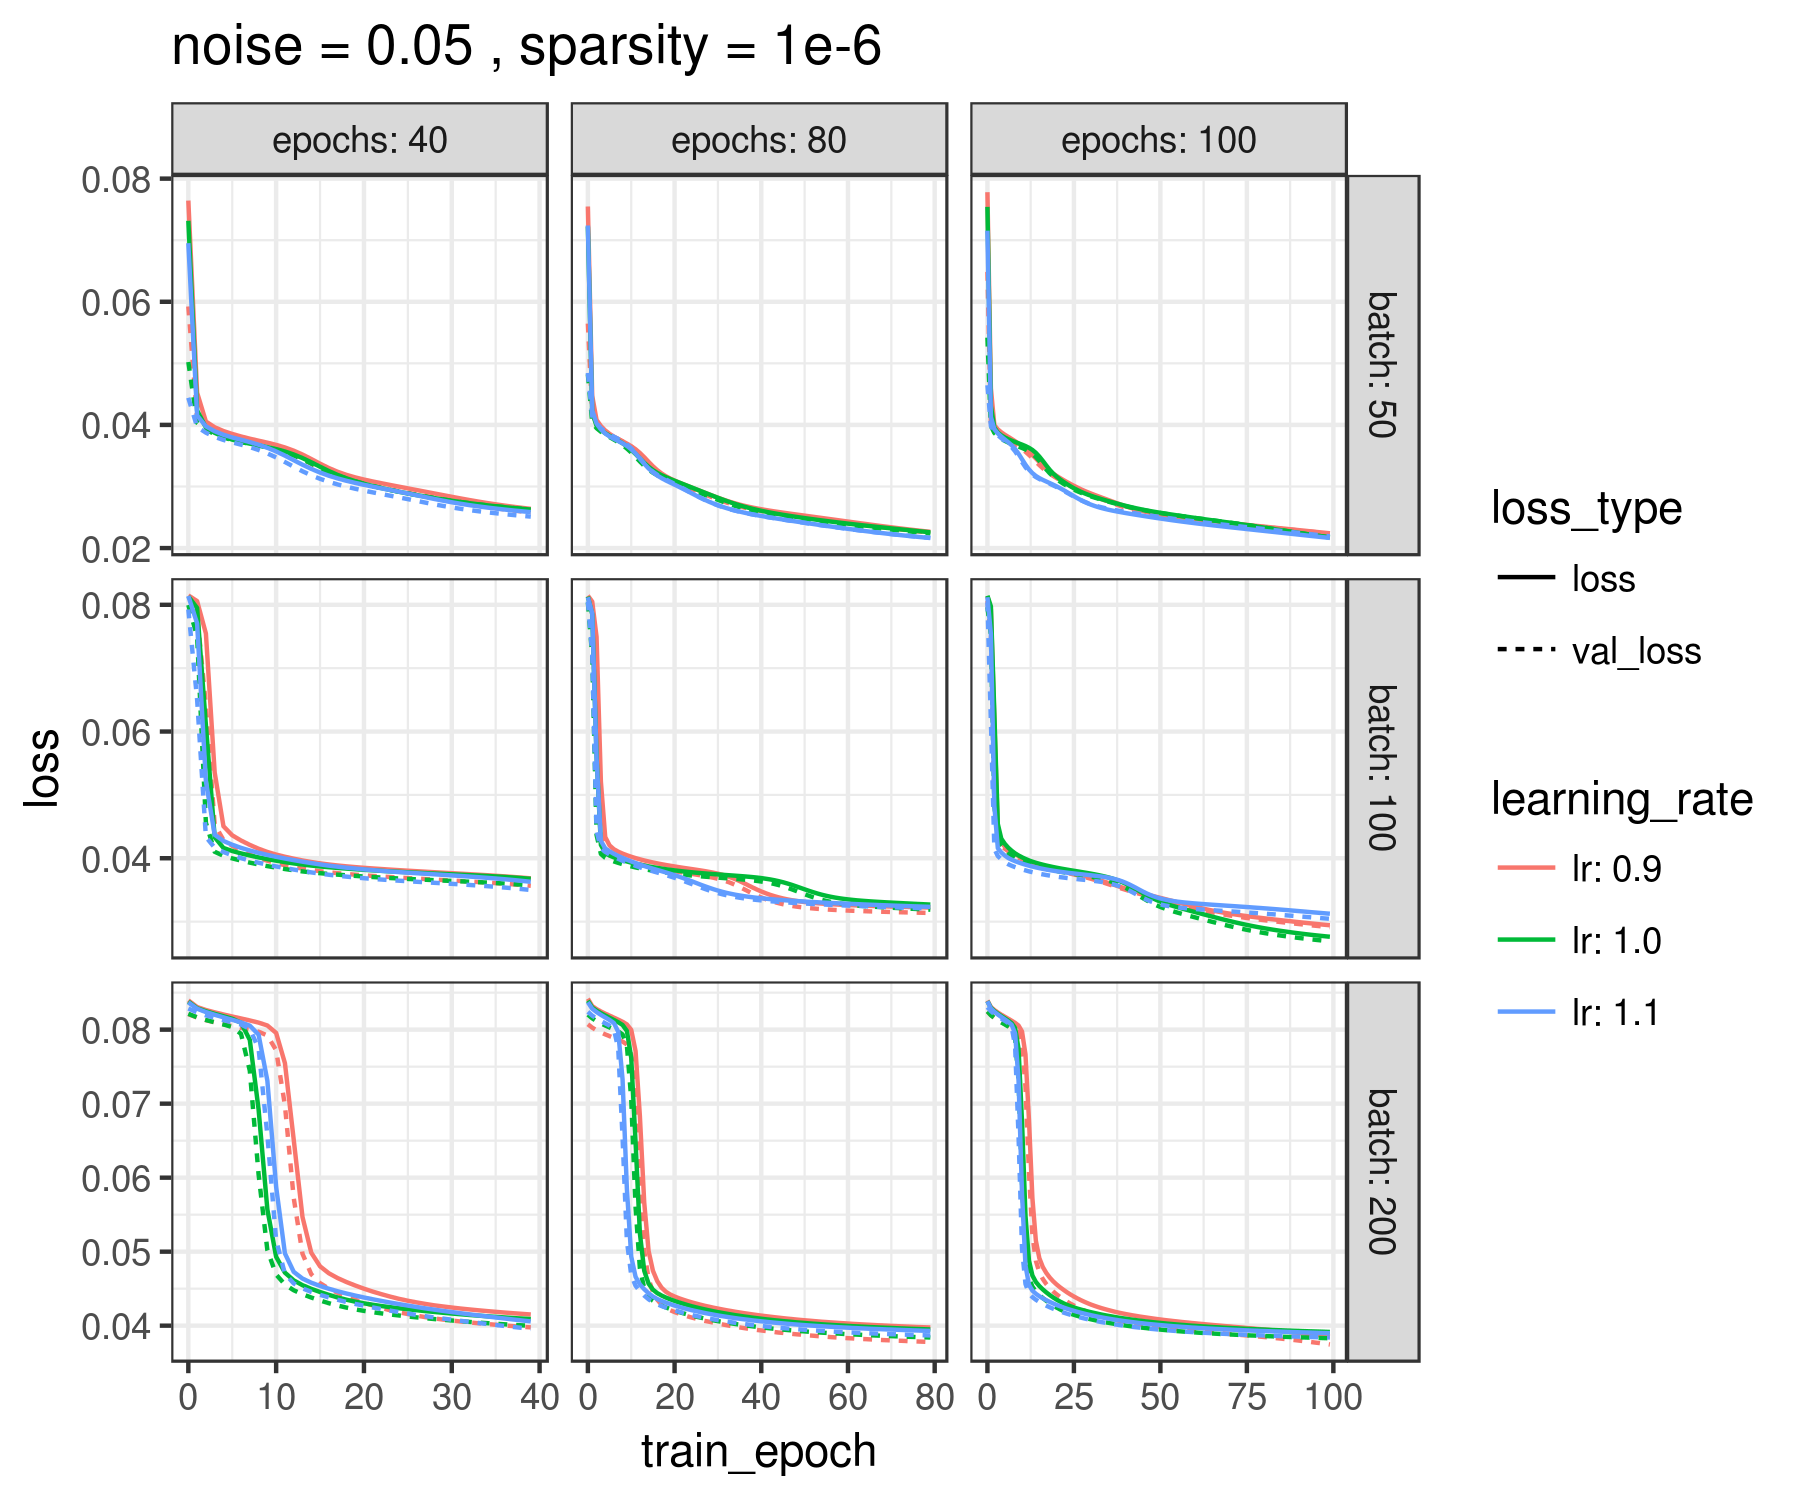 noise = 0.05 , sparsity = 1e-6
epochs: 40
epochs: 80
epochs: 100
0.08
0.06
0.04
0.02
batch: 50
0.08
0.06
0.04
batch: 100
0.08
0.07
0.06
0.05
0.04
batch: 200
0 10 20 30 40
0 20 40 60 80
0 25 50 75 100
train_epoch
loss
loss_type
loss
val_loss
learning_rate
lr: 0.9
lr: 1.0
lr: 1.1